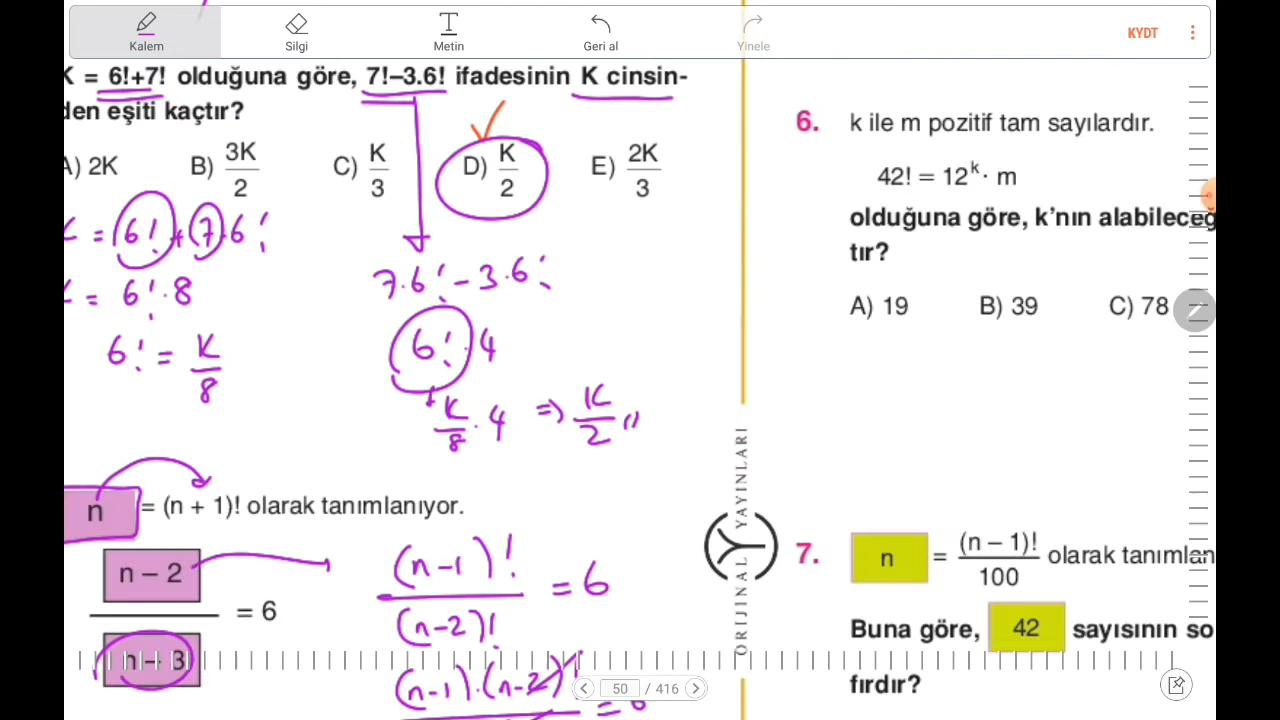 Kalem
Silgi
Metin
Geri al
Yinele
KYDT
K = 6!+7! olduğuna göre, 7!–3.6! ifadesinin K cinsin-
den eşiti kaçtır?
A) 2K B) 3K/2 C) K/3 D) K/2 E) 2K/3
K = 6! + 7·6!
K = 6!·8
6! = K/8
7·6! – 3·6!
6!·4
K/8 · 4 => K/2 //
n = (n + 1)! olarak tanımlanıyor.
n – 2
n – 3
= 6
(n-1)! / (n-2)! = 6
(n-1)·(n-2)!
= 6
ORİJİNAL YAYINLARI
6. k ile m pozitif tam sayılardır.
42! = 12^k · m
olduğuna göre, k'nın alabileceğ
tır?
A) 19 B) 39 C) 78
7. n = (n – 1)!/100 olarak tanımlan
Buna göre, 42 sayısının so
fırdır?
50 / 416